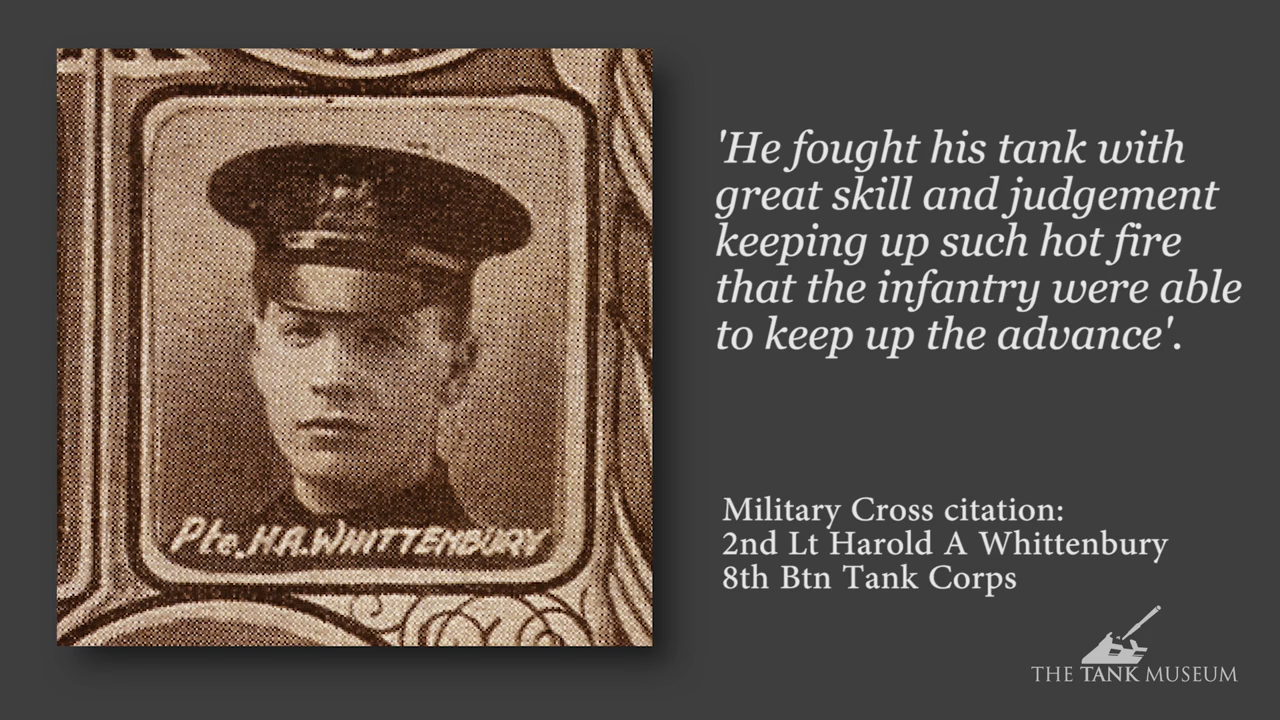 Pte. H.A. WHITTENBURY
'He fought his tank with
great skill and judgement
keeping up such hot fire
that the infantry were able
to keep up the advance'.
Military Cross citation:
2nd Lt Harold A Whittenbury
8th Btn Tank Corps
THE TANK MUSEUM